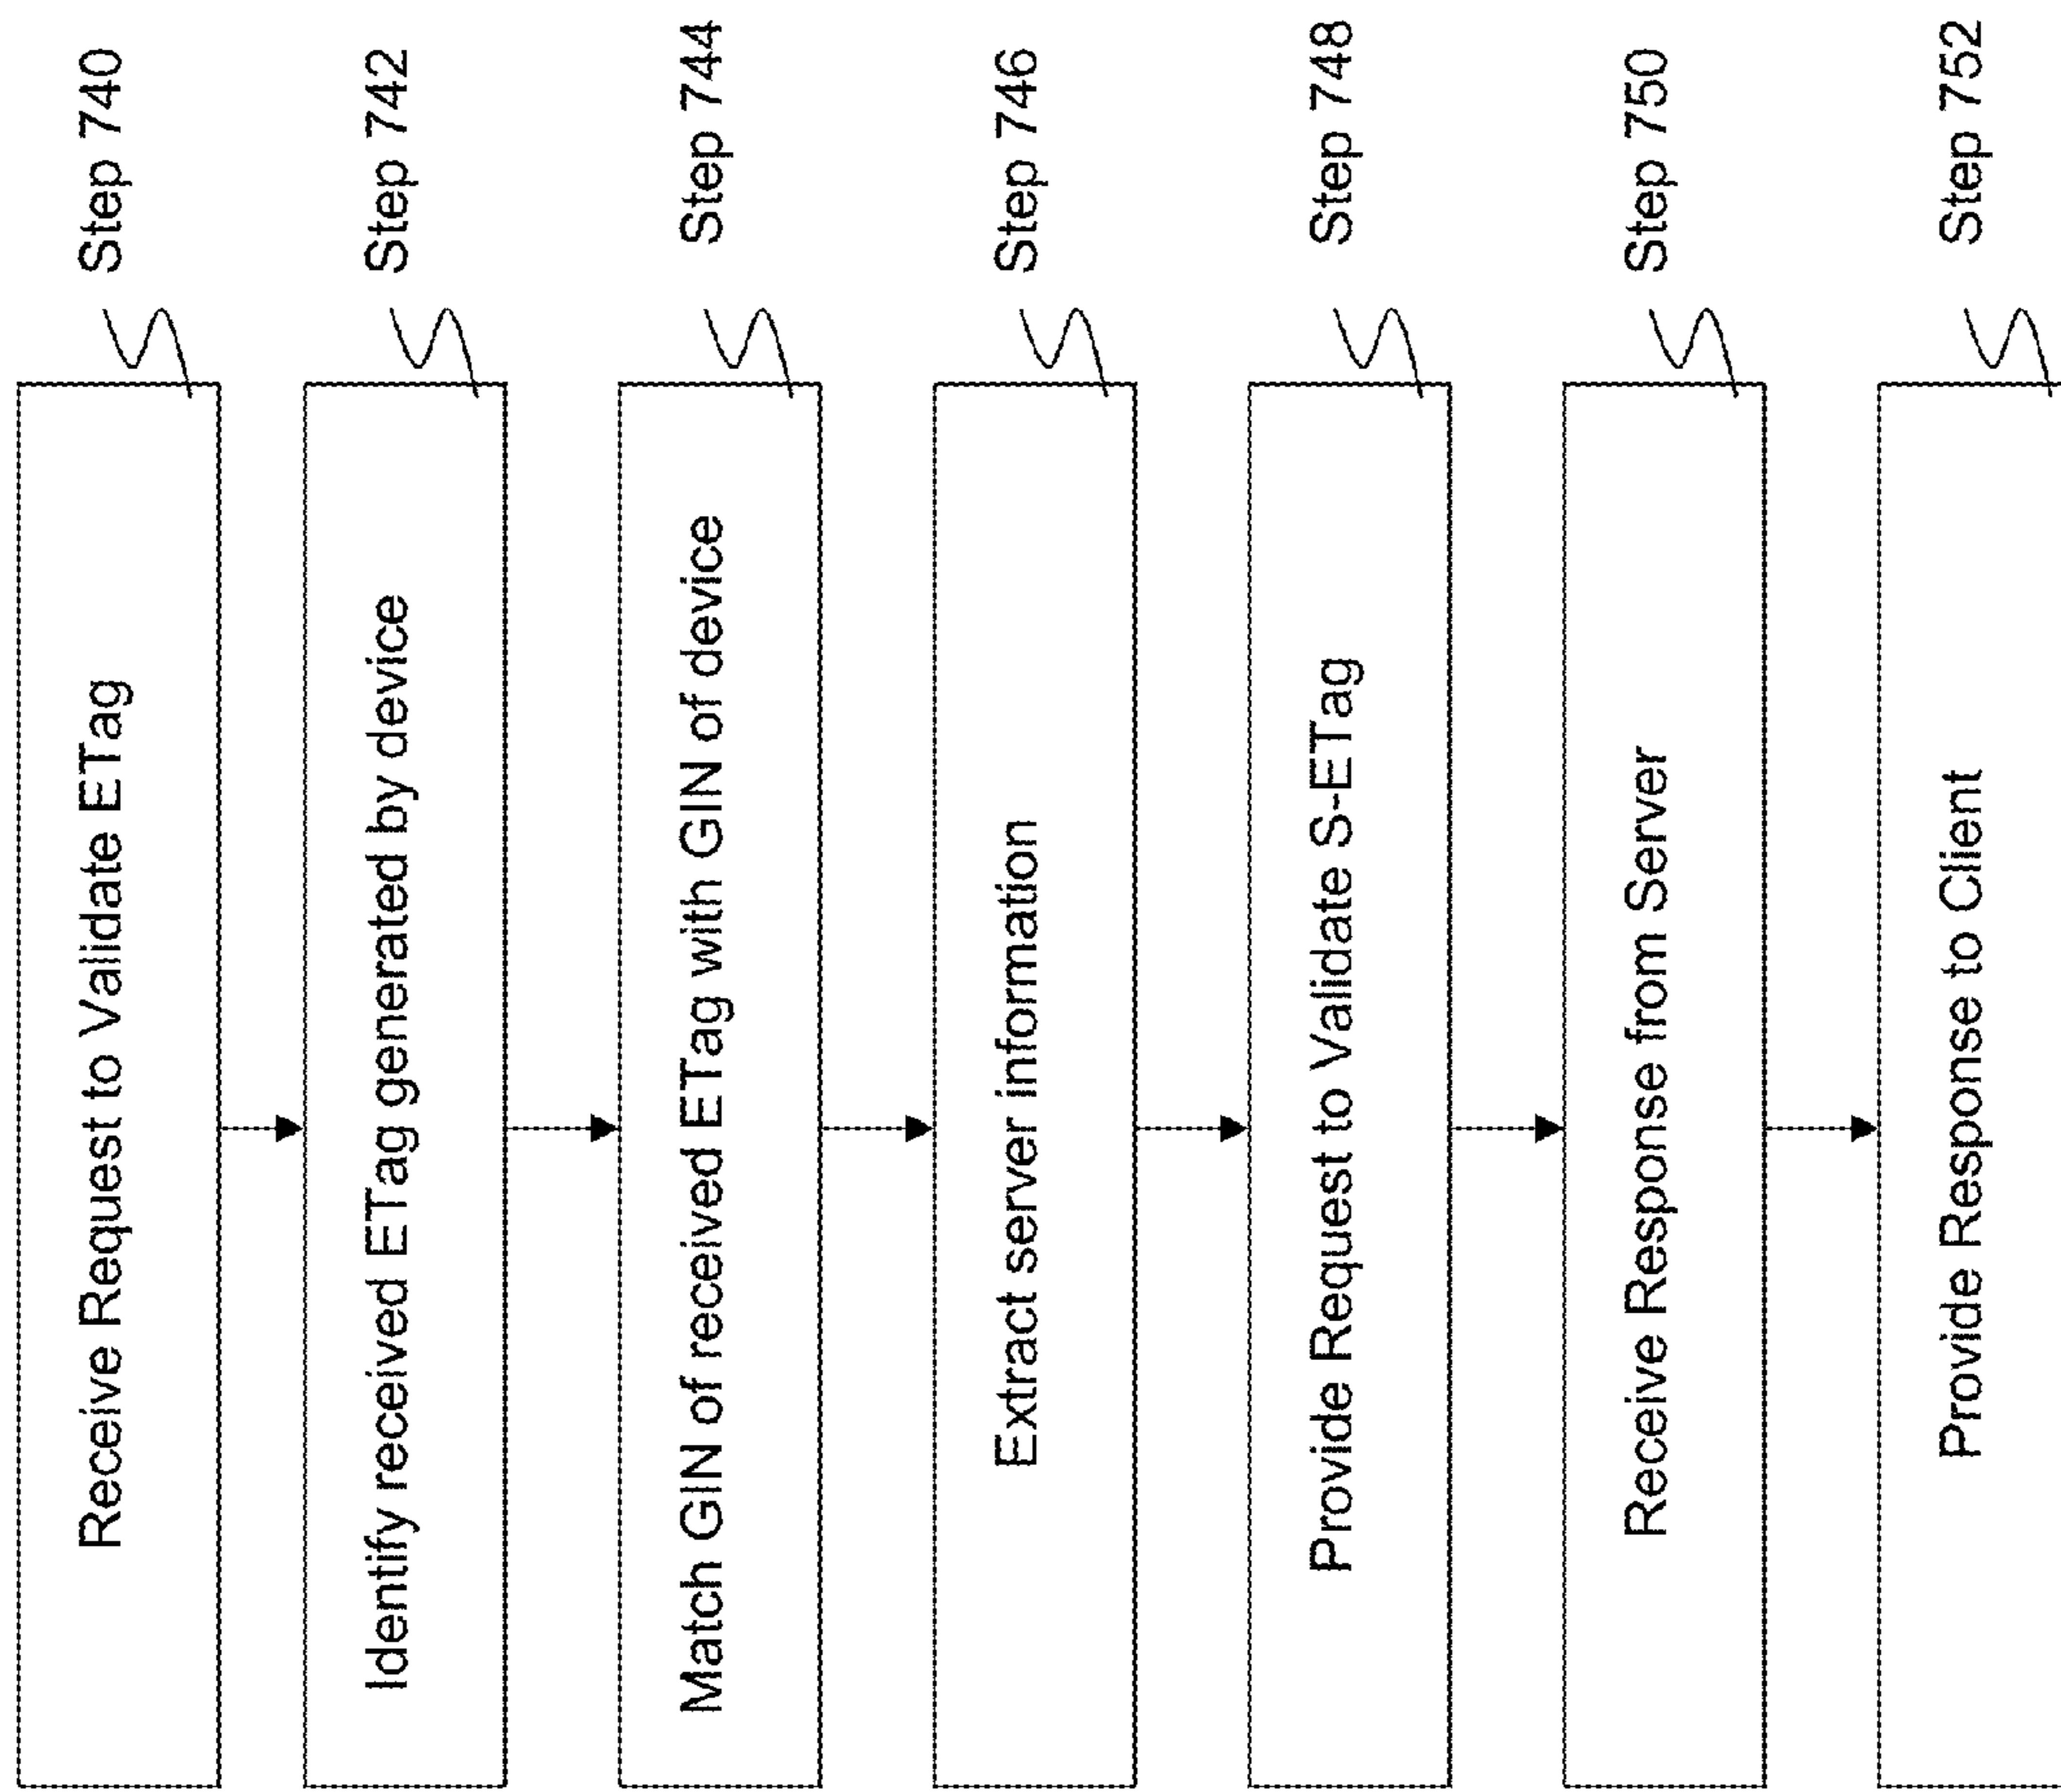 Receive Request to Validate ETag
Step 740
Identify received ETag generated by device
Step 742
Match GIN of received ETag with GIN of device
Step 744
Extract server information
Step 746
Provide Request to Validate S-ETag
Step 748
Receive Response from Server
Step 750
Provide Response to Client
Step 752